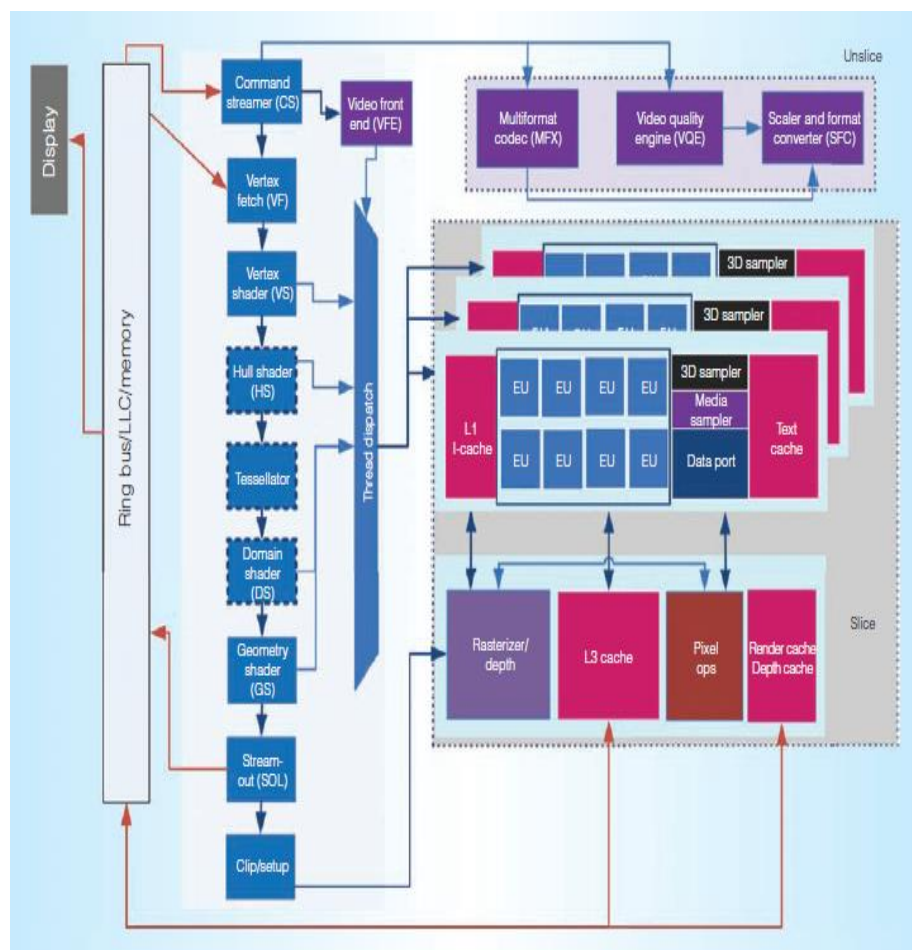 Unslice
Command
streamer (CS)
Video front
end (VFE)
Multiformat
codec (MFX)
Video quality
engine (VQE)
Scaler and format
converter (SFC)
Display
Ring bus/LLC/memory
Vertex
fetch (VF)
Vertex
shader (VS)
Hull shader
(HS)
Tessellator
Domain
shader
(DS)
Geometry
shader
(GS)
Stream-
out (SOL)
Clip/setup
Thread dispatch
3D sampler
3D sampler
L1
I-cache
EU
EU
EU
EU
EU
EU
EU
EU
3D sampler
Media
sampler
Data port
Text
cache
Slice
Rasterizer/
depth
L3 cache
Pixel
ops
Render cache
Depth cache